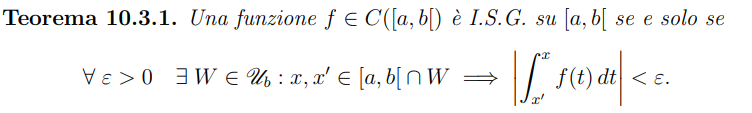 Teorema 10.3.1. Una funzione f ∈ C([a, b[) è I.S.G. su [a, b[ se e solo se
∀ ε > 0 ∃ W ∈ 𝒰_b : x, x′ ∈ [a, b[ ∩ W ⟹ |∫_{x′}^{x} f(t) dt| < ε.